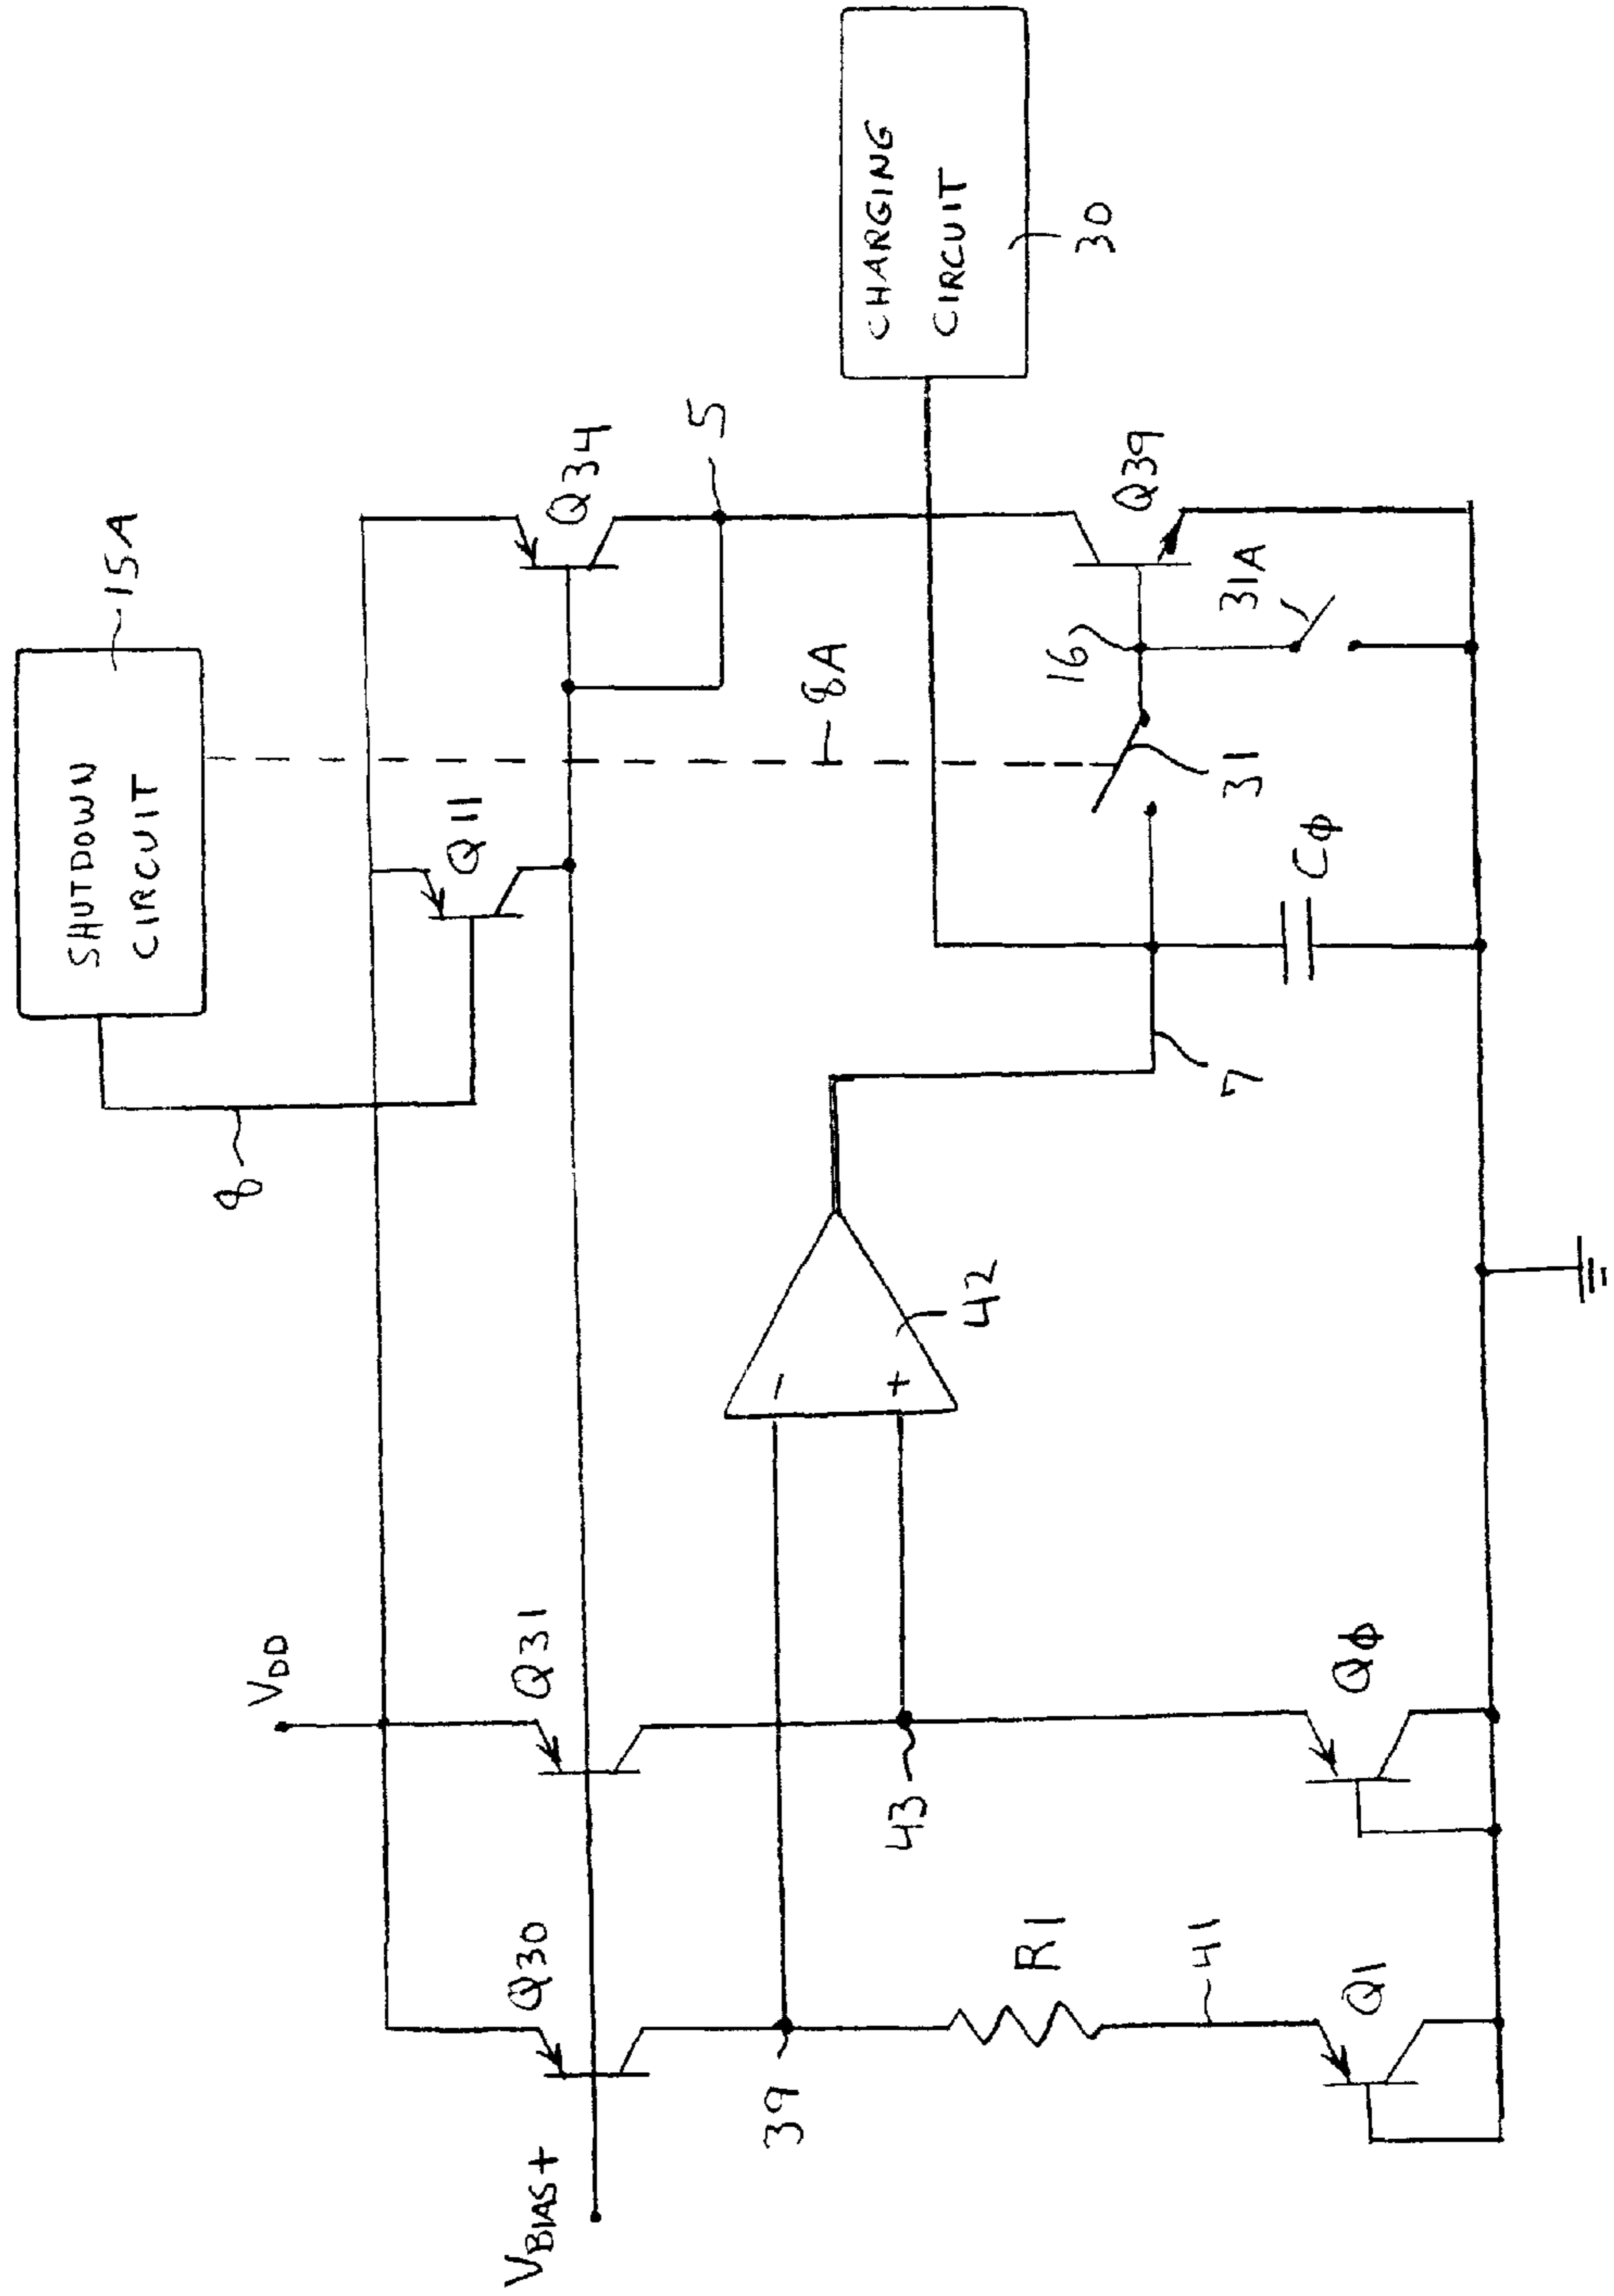 SHUTDOWN
CIRCUIT
15A
8
Q11
VDD
Q30
Q31
Q34
VBIAS+
5
8A
CHARGING
CIRCUIT
30
39
43
−
+
42
16
Q39
31A
31
7
Cϕ
R1
41
Q1
Qϕ